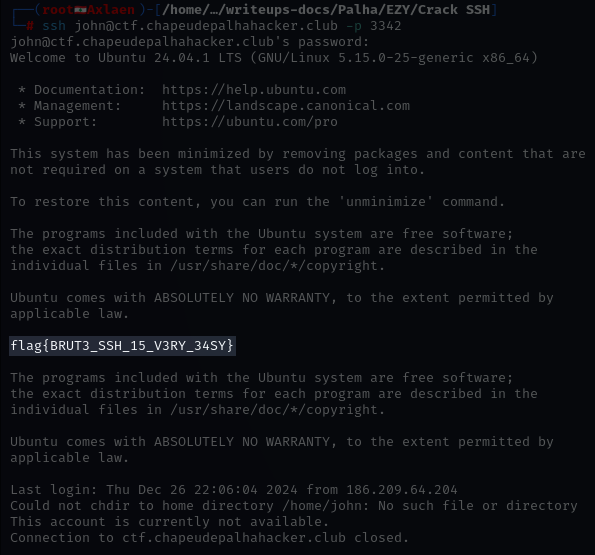 ──(root💀Axlaen)-[/home/…/writeups-docs/Palha/EZY/Crack SSH]
└─# ssh john@ctf.chapeudepalhahacker.club -p 3342
john@ctf.chapeudepalhahacker.club's password:
Welcome to Ubuntu 24.04.1 LTS (GNU/Linux 5.15.0-25-generic x86_64)
* Documentation:  https://help.ubuntu.com
* Management:     https://landscape.canonical.com
* Support:        https://ubuntu.com/pro
This system has been minimized by removing packages and content that are
not required on a system that users do not log into.
To restore this content, you can run the 'unminimize' command.
The programs included with the Ubuntu system are free software;
the exact distribution terms for each program are described in the
individual files in /usr/share/doc/*/copyright.
Ubuntu comes with ABSOLUTELY NO WARRANTY, to the extent permitted by
applicable law.
flag{BRUT3_SSH_15_V3RY_34SY}
The programs included with the Ubuntu system are free software;
the exact distribution terms for each program are described in the
individual files in /usr/share/doc/*/copyright.
Ubuntu comes with ABSOLUTELY NO WARRANTY, to the extent permitted by
applicable law.
Last login: Thu Dec 26 22:06:04 2024 from 186.209.64.204
Could not chdir to home directory /home/john: No such file or directory
This account is currently not available.
Connection to ctf.chapeudepalhahacker.club closed.